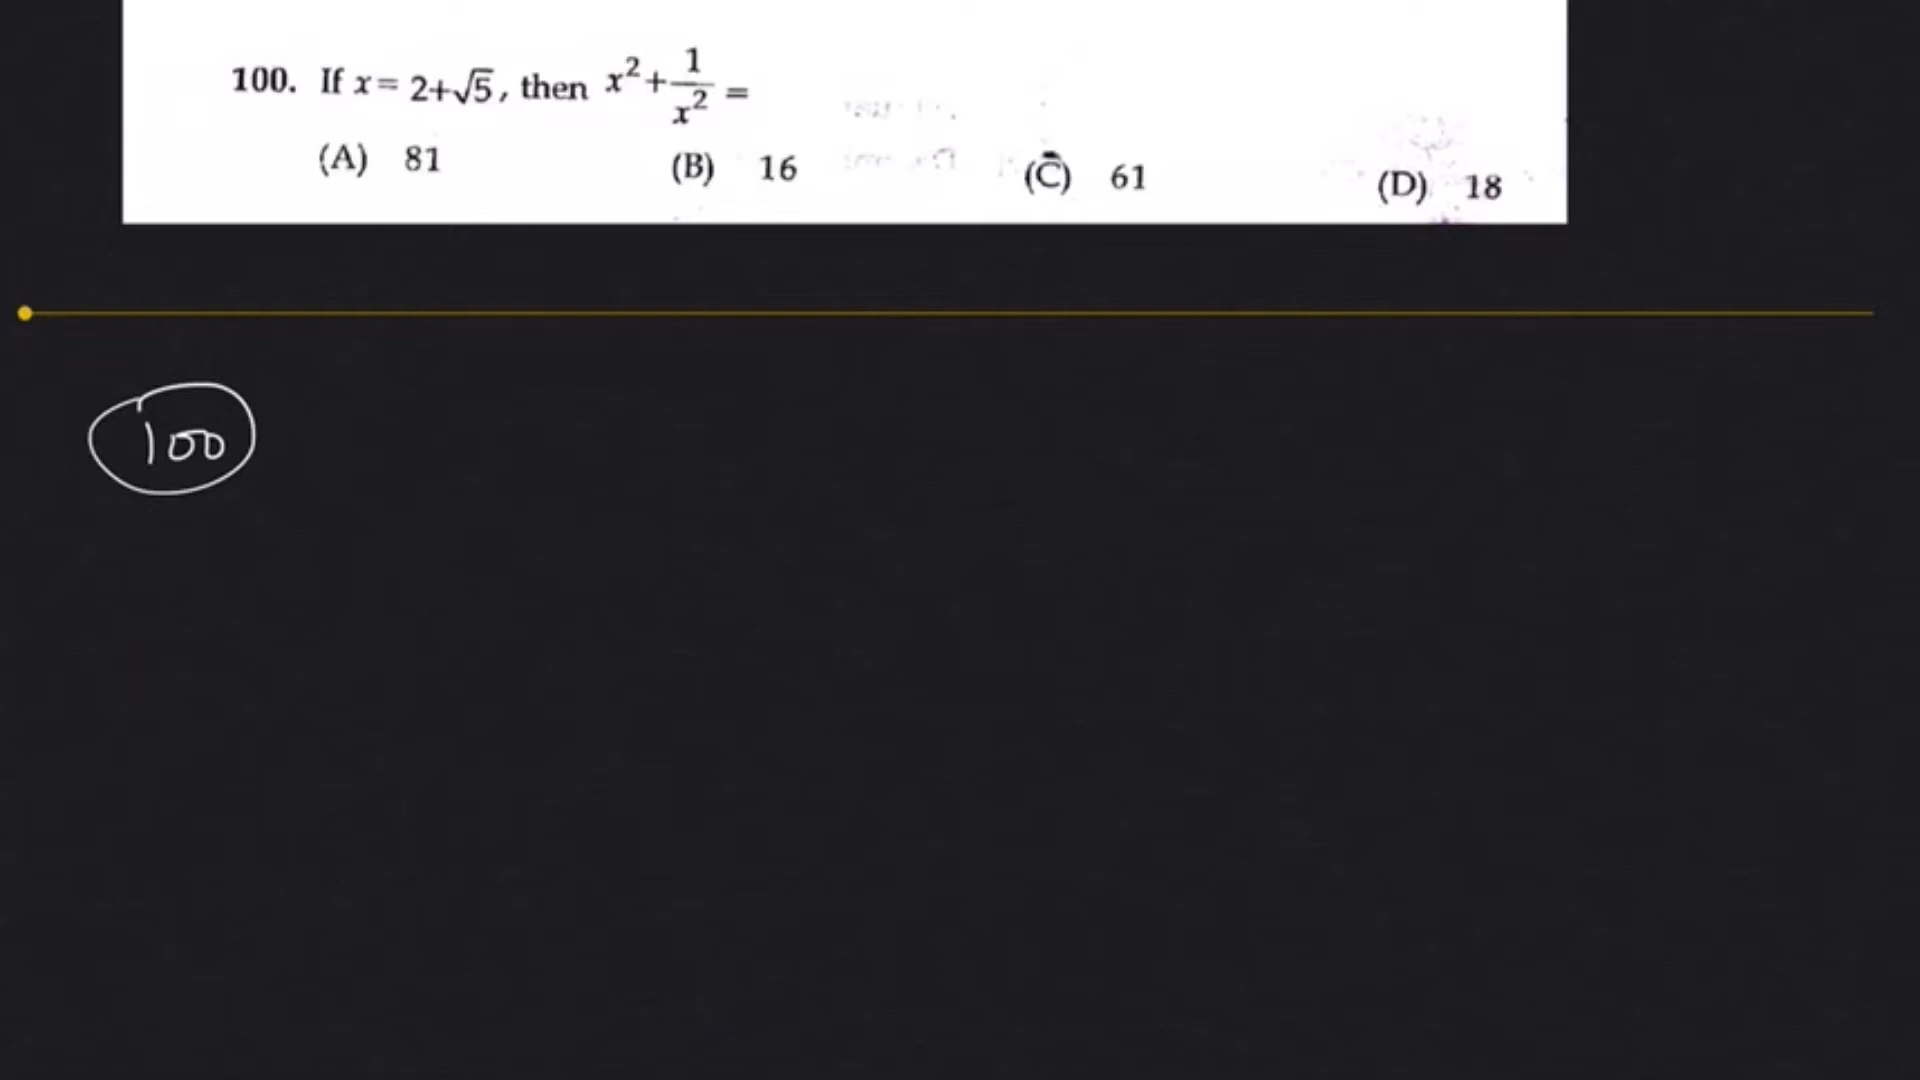 100. If x = 2+√5, then x²+1/x² =
(A) 81 (B) 16 (C) 61 (D) 18
100